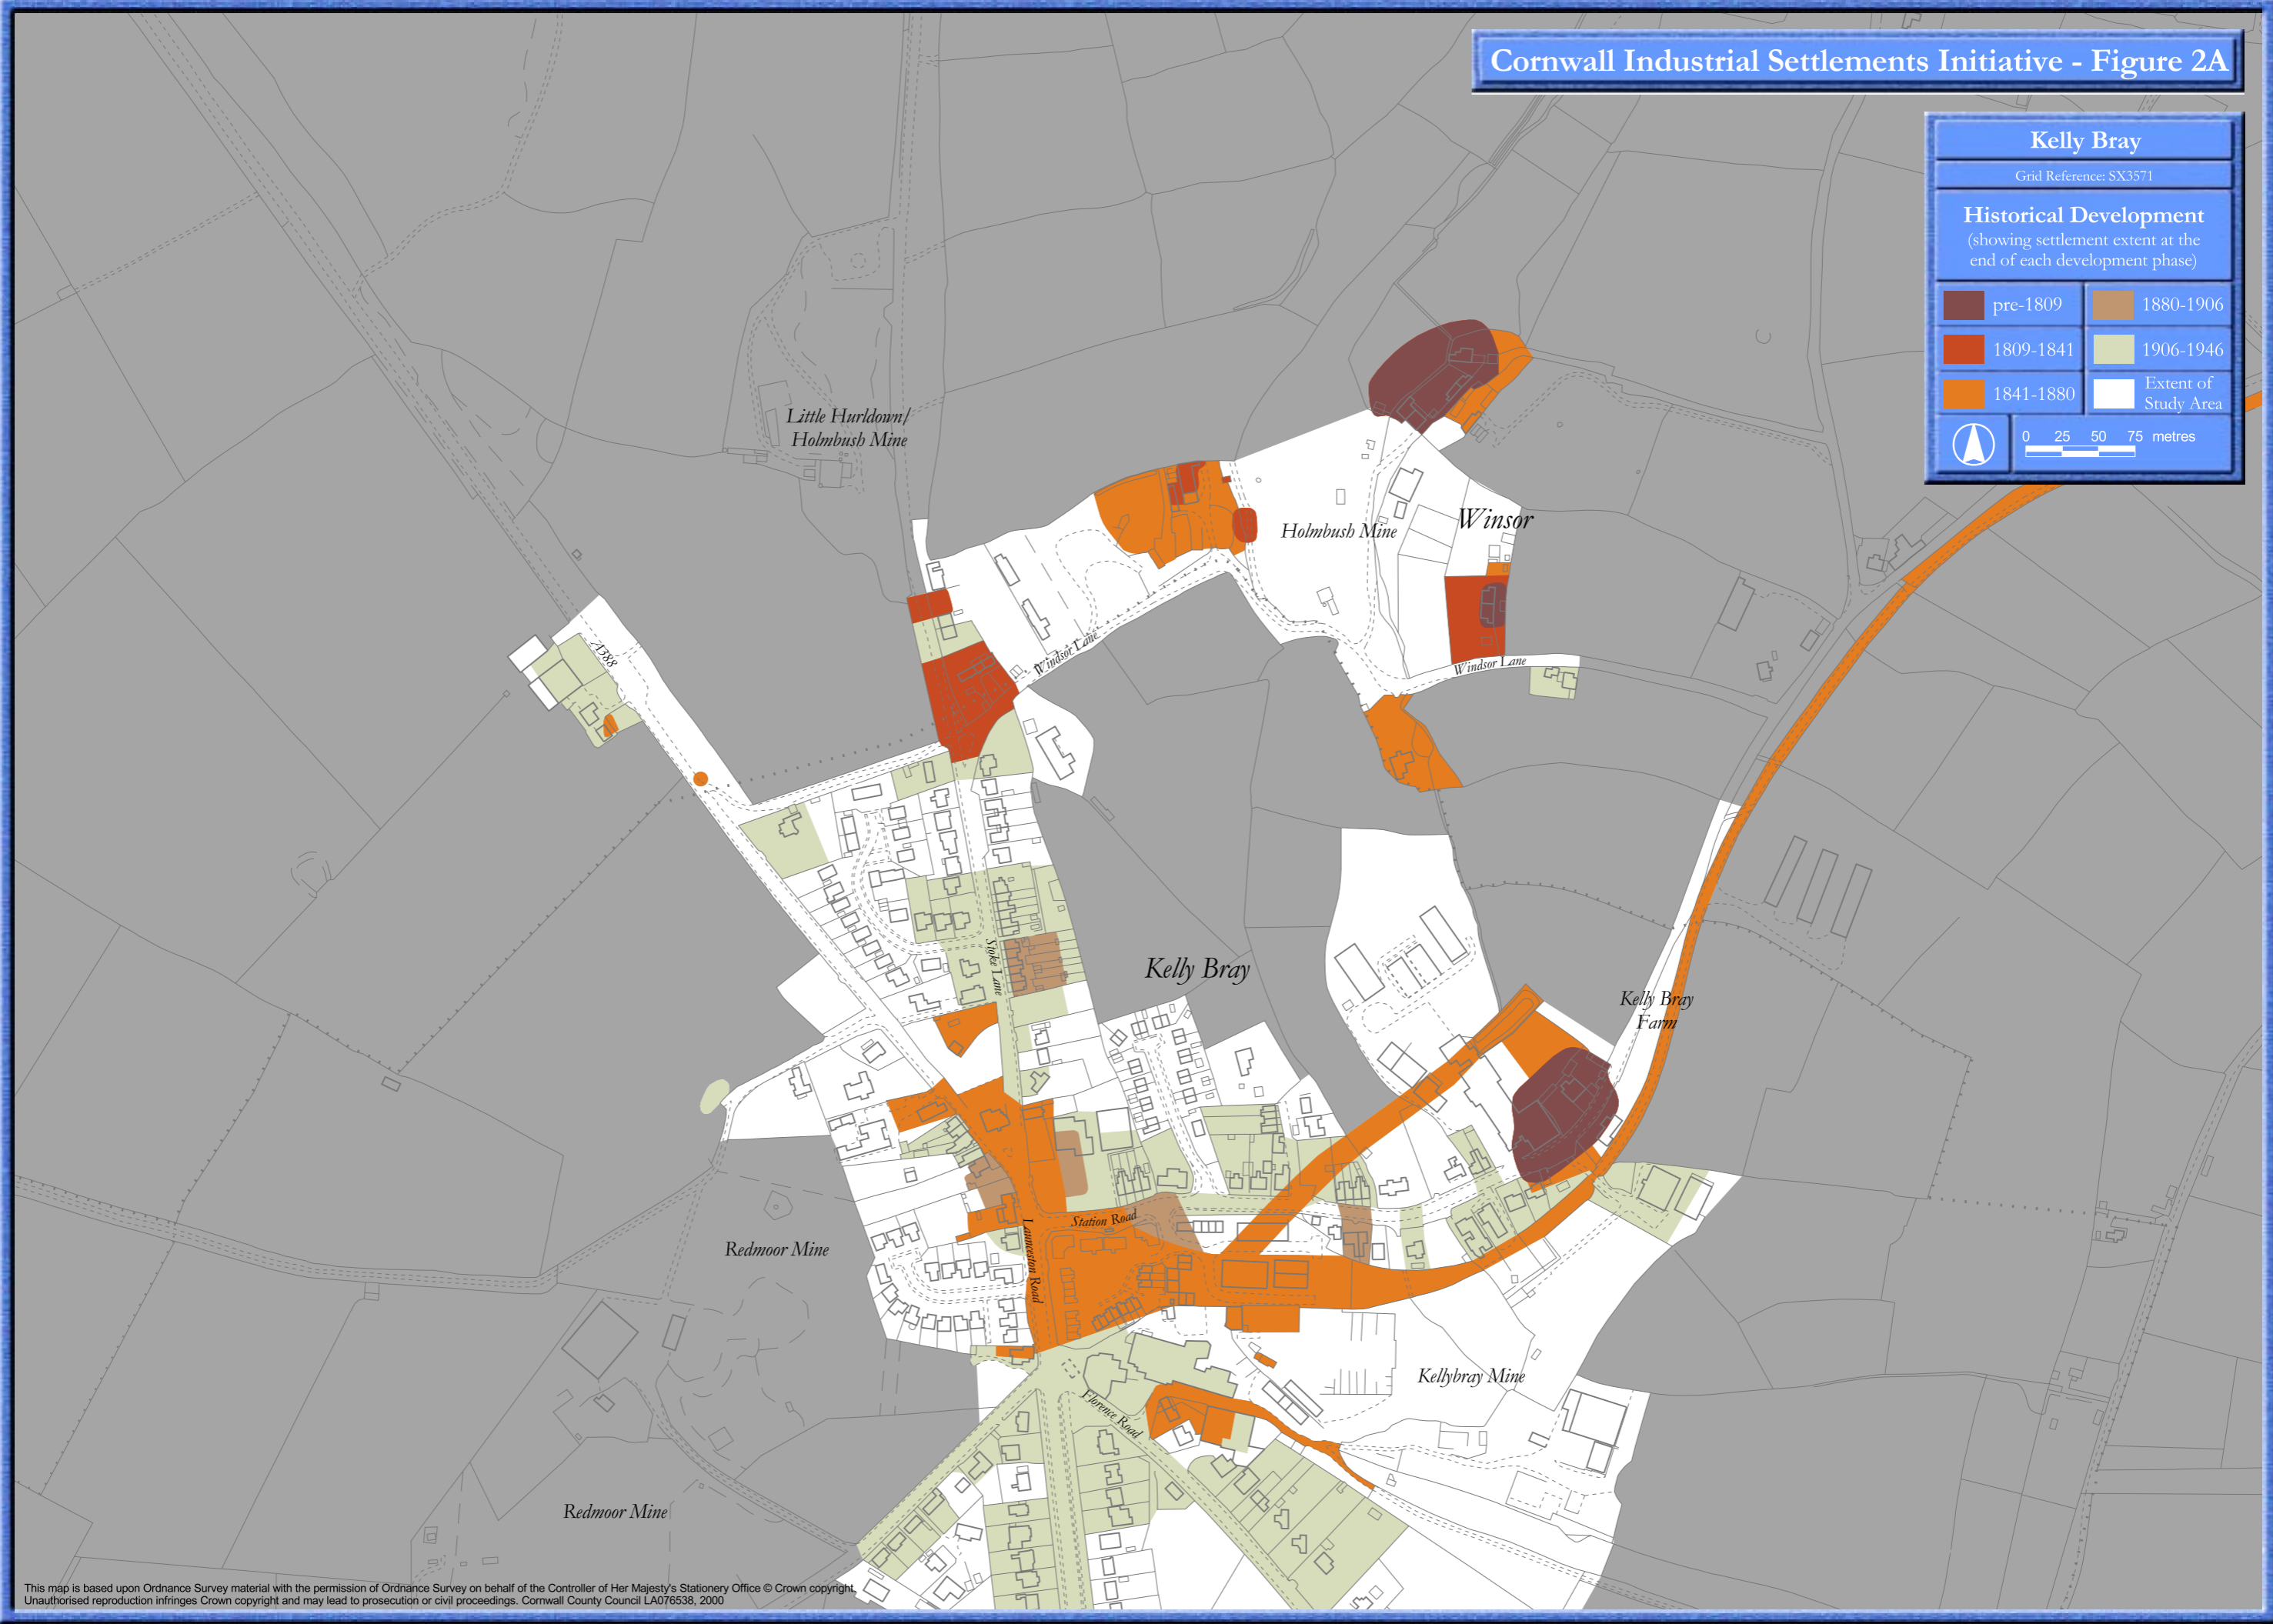 Cornwall Industrial Settlements Initiative - Figure 2A
Kelly Bray
Grid Reference: SX3571
Historical Development
(showing settlement extent at the
end of each development phase)
pre-1809
1880-1906
1809-1841
1906-1946
1841-1880
Extent of
Study Area
0 25 50 75 metres
Little Hurldown/
Holmbush Mine
Holmbush Mine
Winsor
Windsor Lane
Windsor Lane
A388
Stoke Lane
Kelly Bray
Kelly Bray
Farm
Station Road
Launceston Road
Redmoor Mine
Kellybray Mine
Florence Road
Redmoor Mine
This map is based upon Ordnance Survey material with the permission of Ordnance Survey on behalf of the Controller of Her Majesty's Stationery Office © Crown copyright.
Unauthorised reproduction infringes Crown copyright and may lead to prosecution or civil proceedings. Cornwall County Council LA076538, 2000